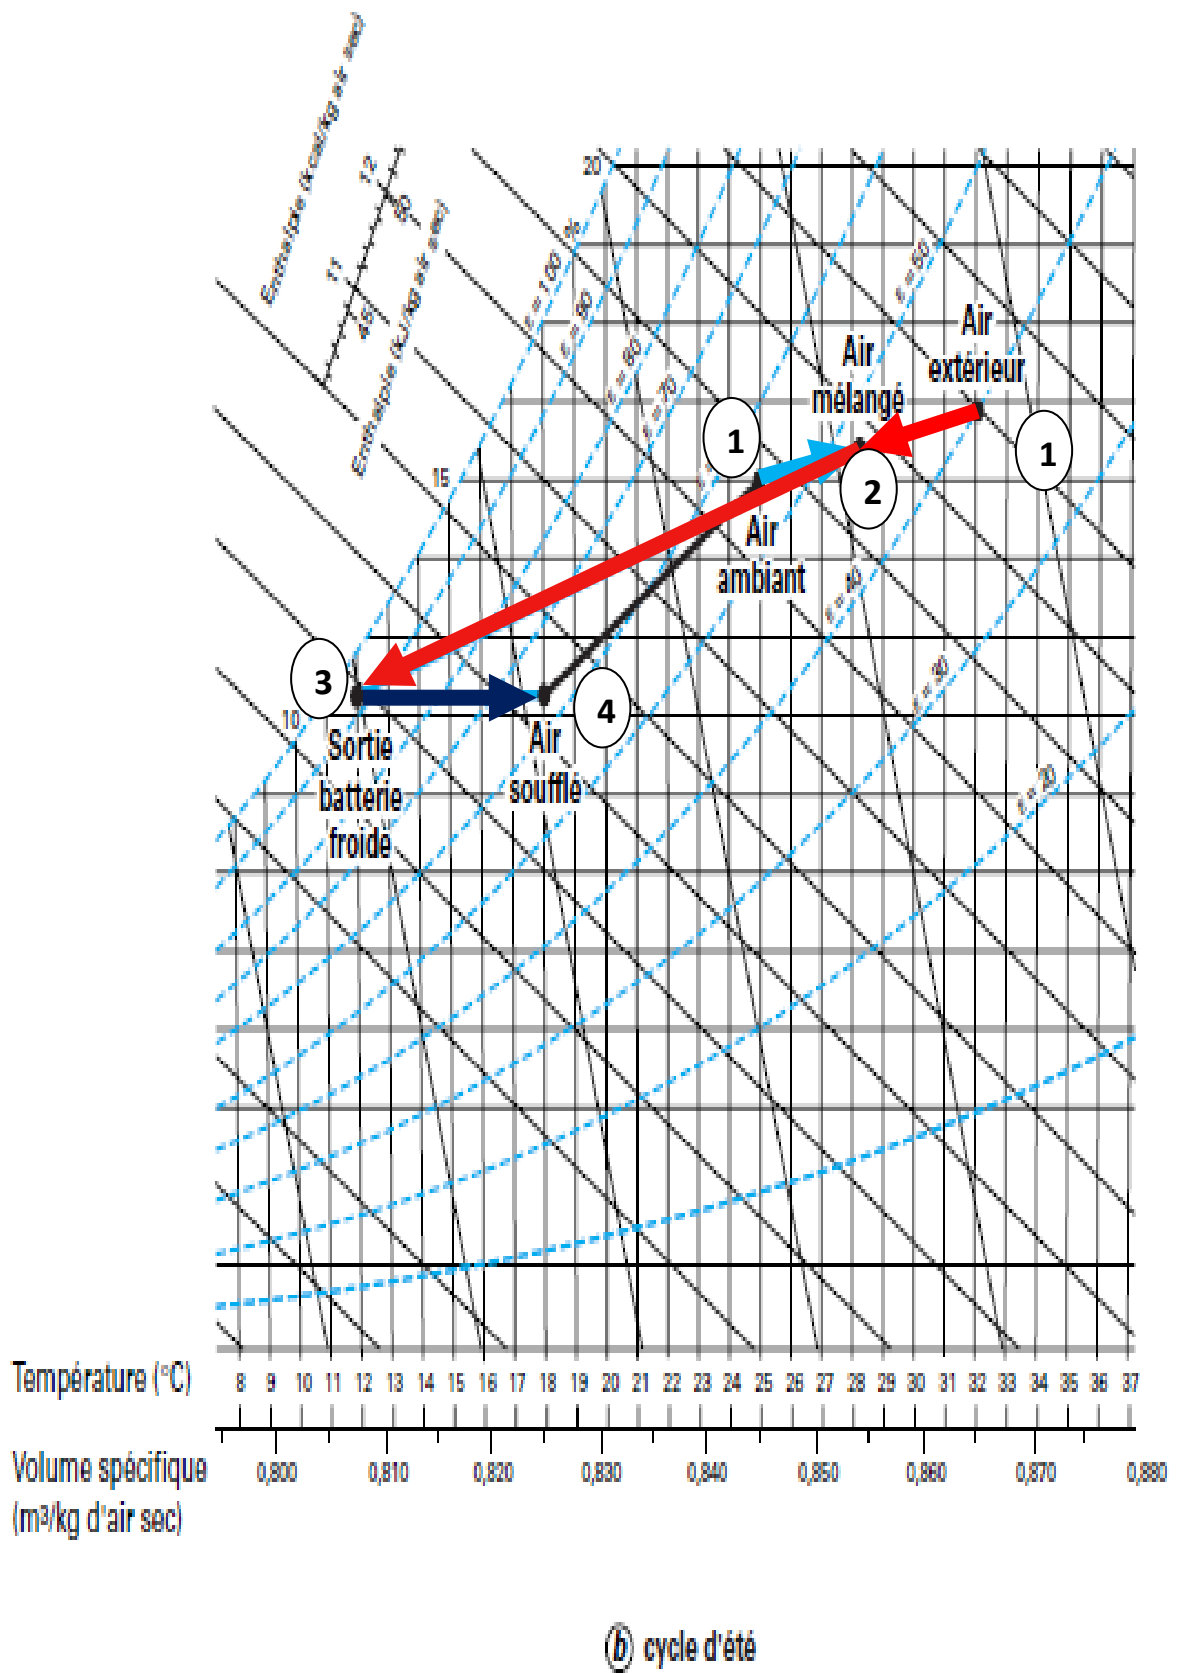 Enthalpie (kcal/kg air sec)
12
50
11
45
Enthalpie (kJ/kg air sec)
20
ε = 100 %
ε = 90
ε = 80
ε = 70
ε = 50
Air
extérieur
Air
mélangé
1
1
2
15
Air
ambiant
ε = 40
3
4
10
ε = 30
Sortie
batterie
froide
Air
soufflé
ε = 20
Température (°C)
8 9 10 11 12 13 14 15 16 17 18 19 20 21 22 23 24 25 26 27 28 29 30 31 32 33 34 35 36 37
Volume spécifique
(m³/kg d'air sec)
0,800 0,810 0,820 0,830 0,840 0,850 0,860 0,870 0,880
b cycle d'été